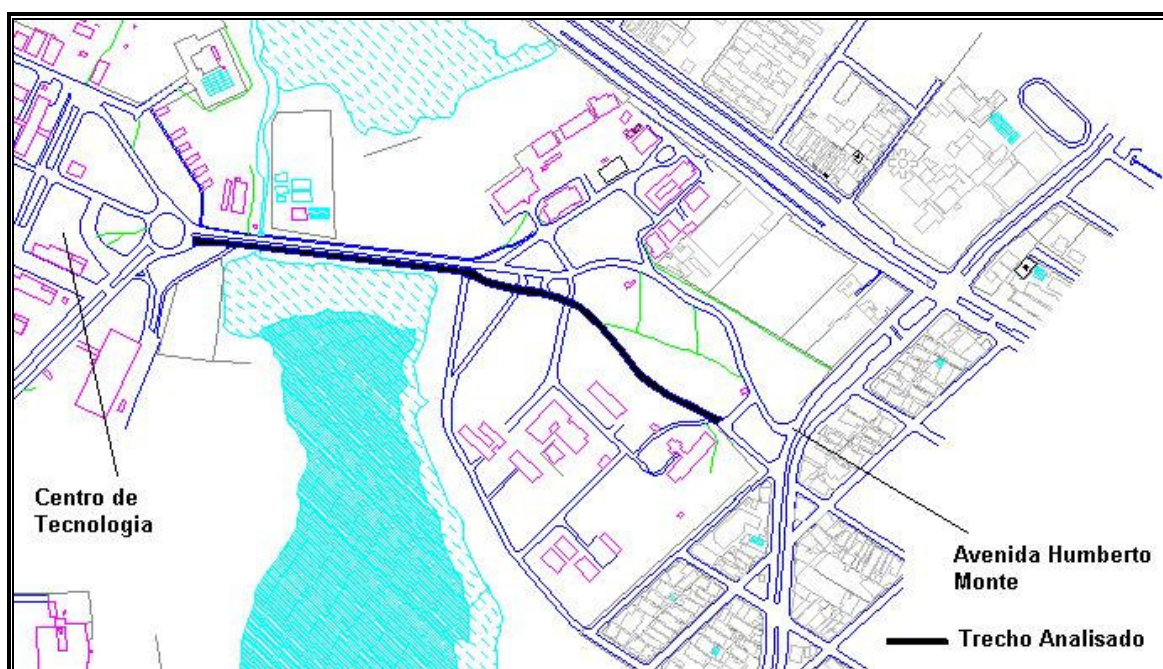 Centro de
Tecnologia
Avenida Humberto
Monte
Trecho Analisado